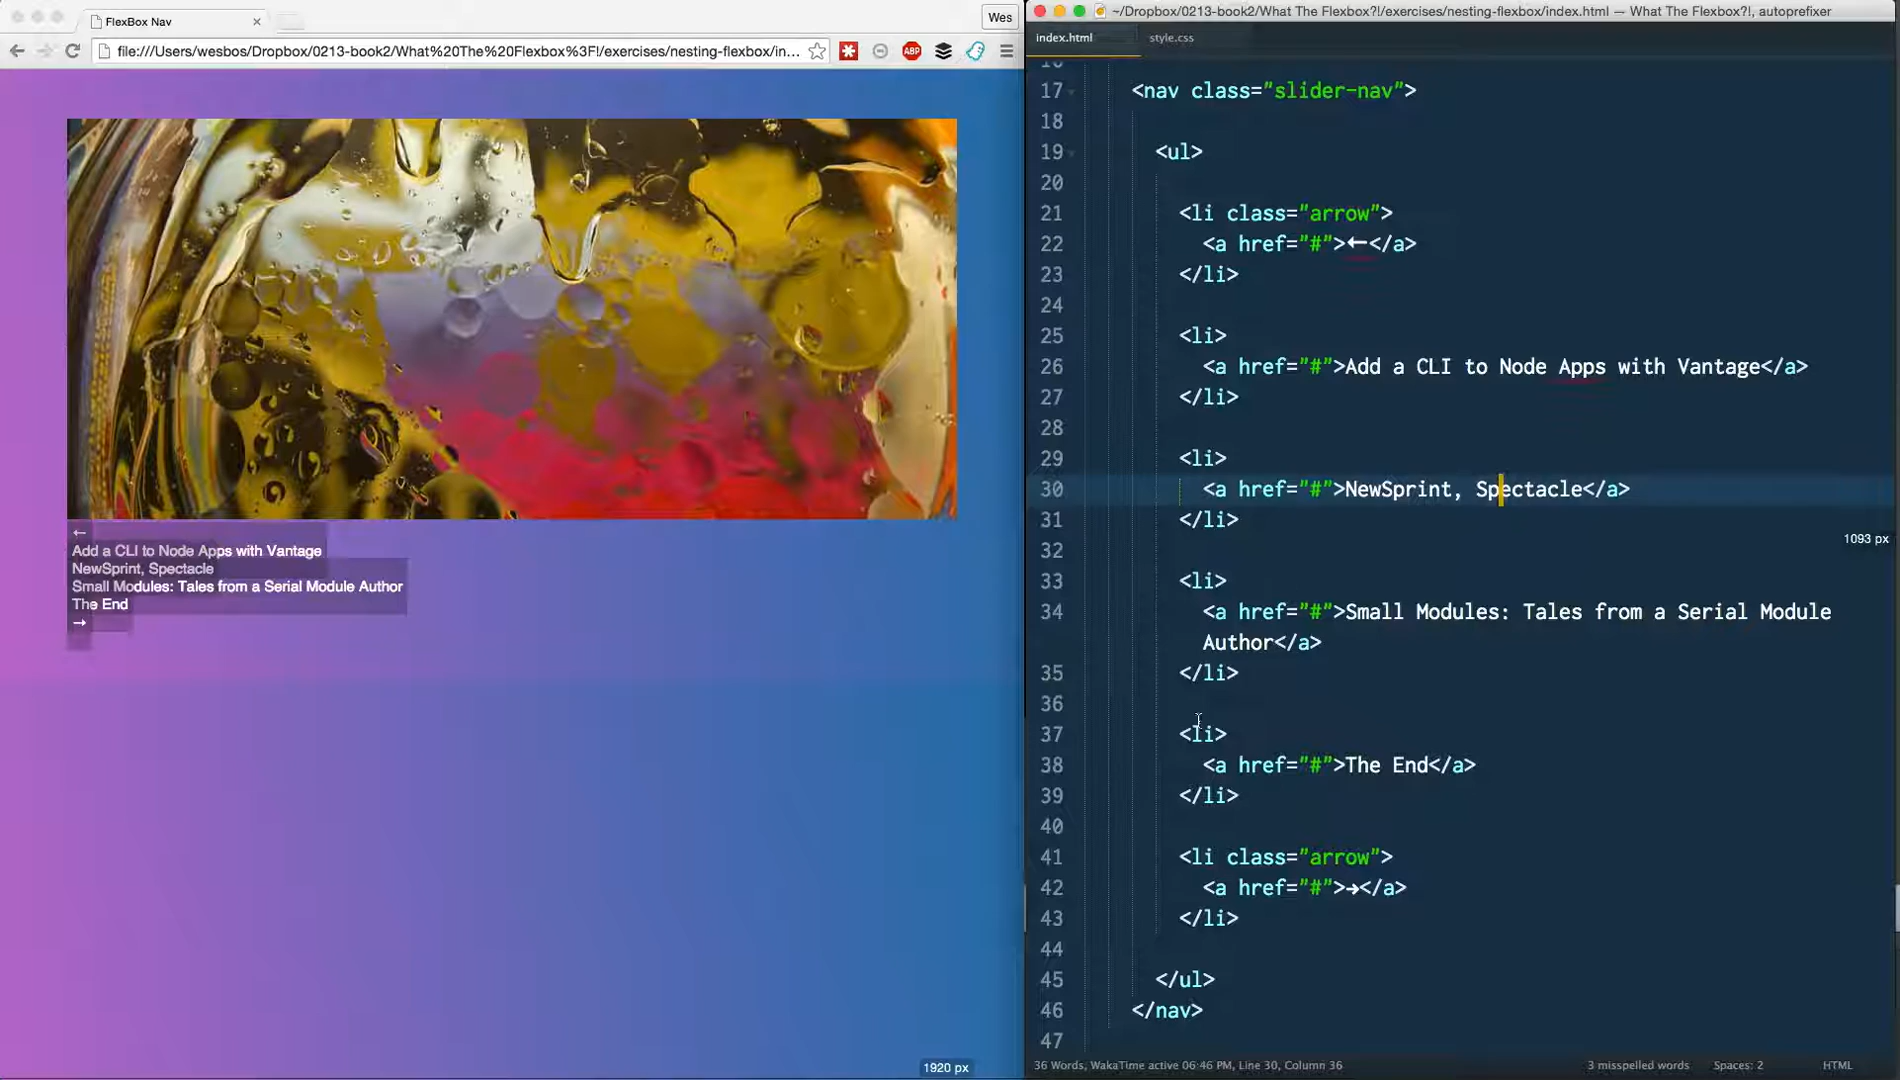 FlexBox Nav
Wes
file:///Users/wesbos/Dropbox/0213-book2/What%20The%20Flexbox%3F!/exercises/nesting-flexbox/in...
ABP
←
Add a CLI to Node Apps with Vantage
NewSprint, Spectacle
Small Modules: Tales from a Serial Module Author
The End
→
1920 px
~/Dropbox/0213-book2/What The Flexbox?!/exercises/nesting-flexbox/index.html — What The Flexbox?!, autoprefixer
index.html style.css
16
17 <nav class="slider-nav">
18
19 <ul>
20
21 <li class="arrow">
22 <a href="#">←</a>
23 </li>
24
25 <li>
26 <a href="#">Add a CLI to Node Apps with Vantage</a>
27 </li>
28
29 <li>
30 <a href="#">NewSprint, Spectacle</a>
31 </li>
1093 px
32
33 <li>
34 <a href="#">Small Modules: Tales from a Serial Module
Author</a>
35 </li>
36
37 <li>
38 <a href="#">The End</a>
39 </li>
40
41 <li class="arrow">
42 <a href="#">→</a>
43 </li>
44
45 </ul>
46 </nav>
47
36 Words, WakaTime active 06:46 PM, Line 30, Column 36 3 misspelled words Spaces: 2 HTML